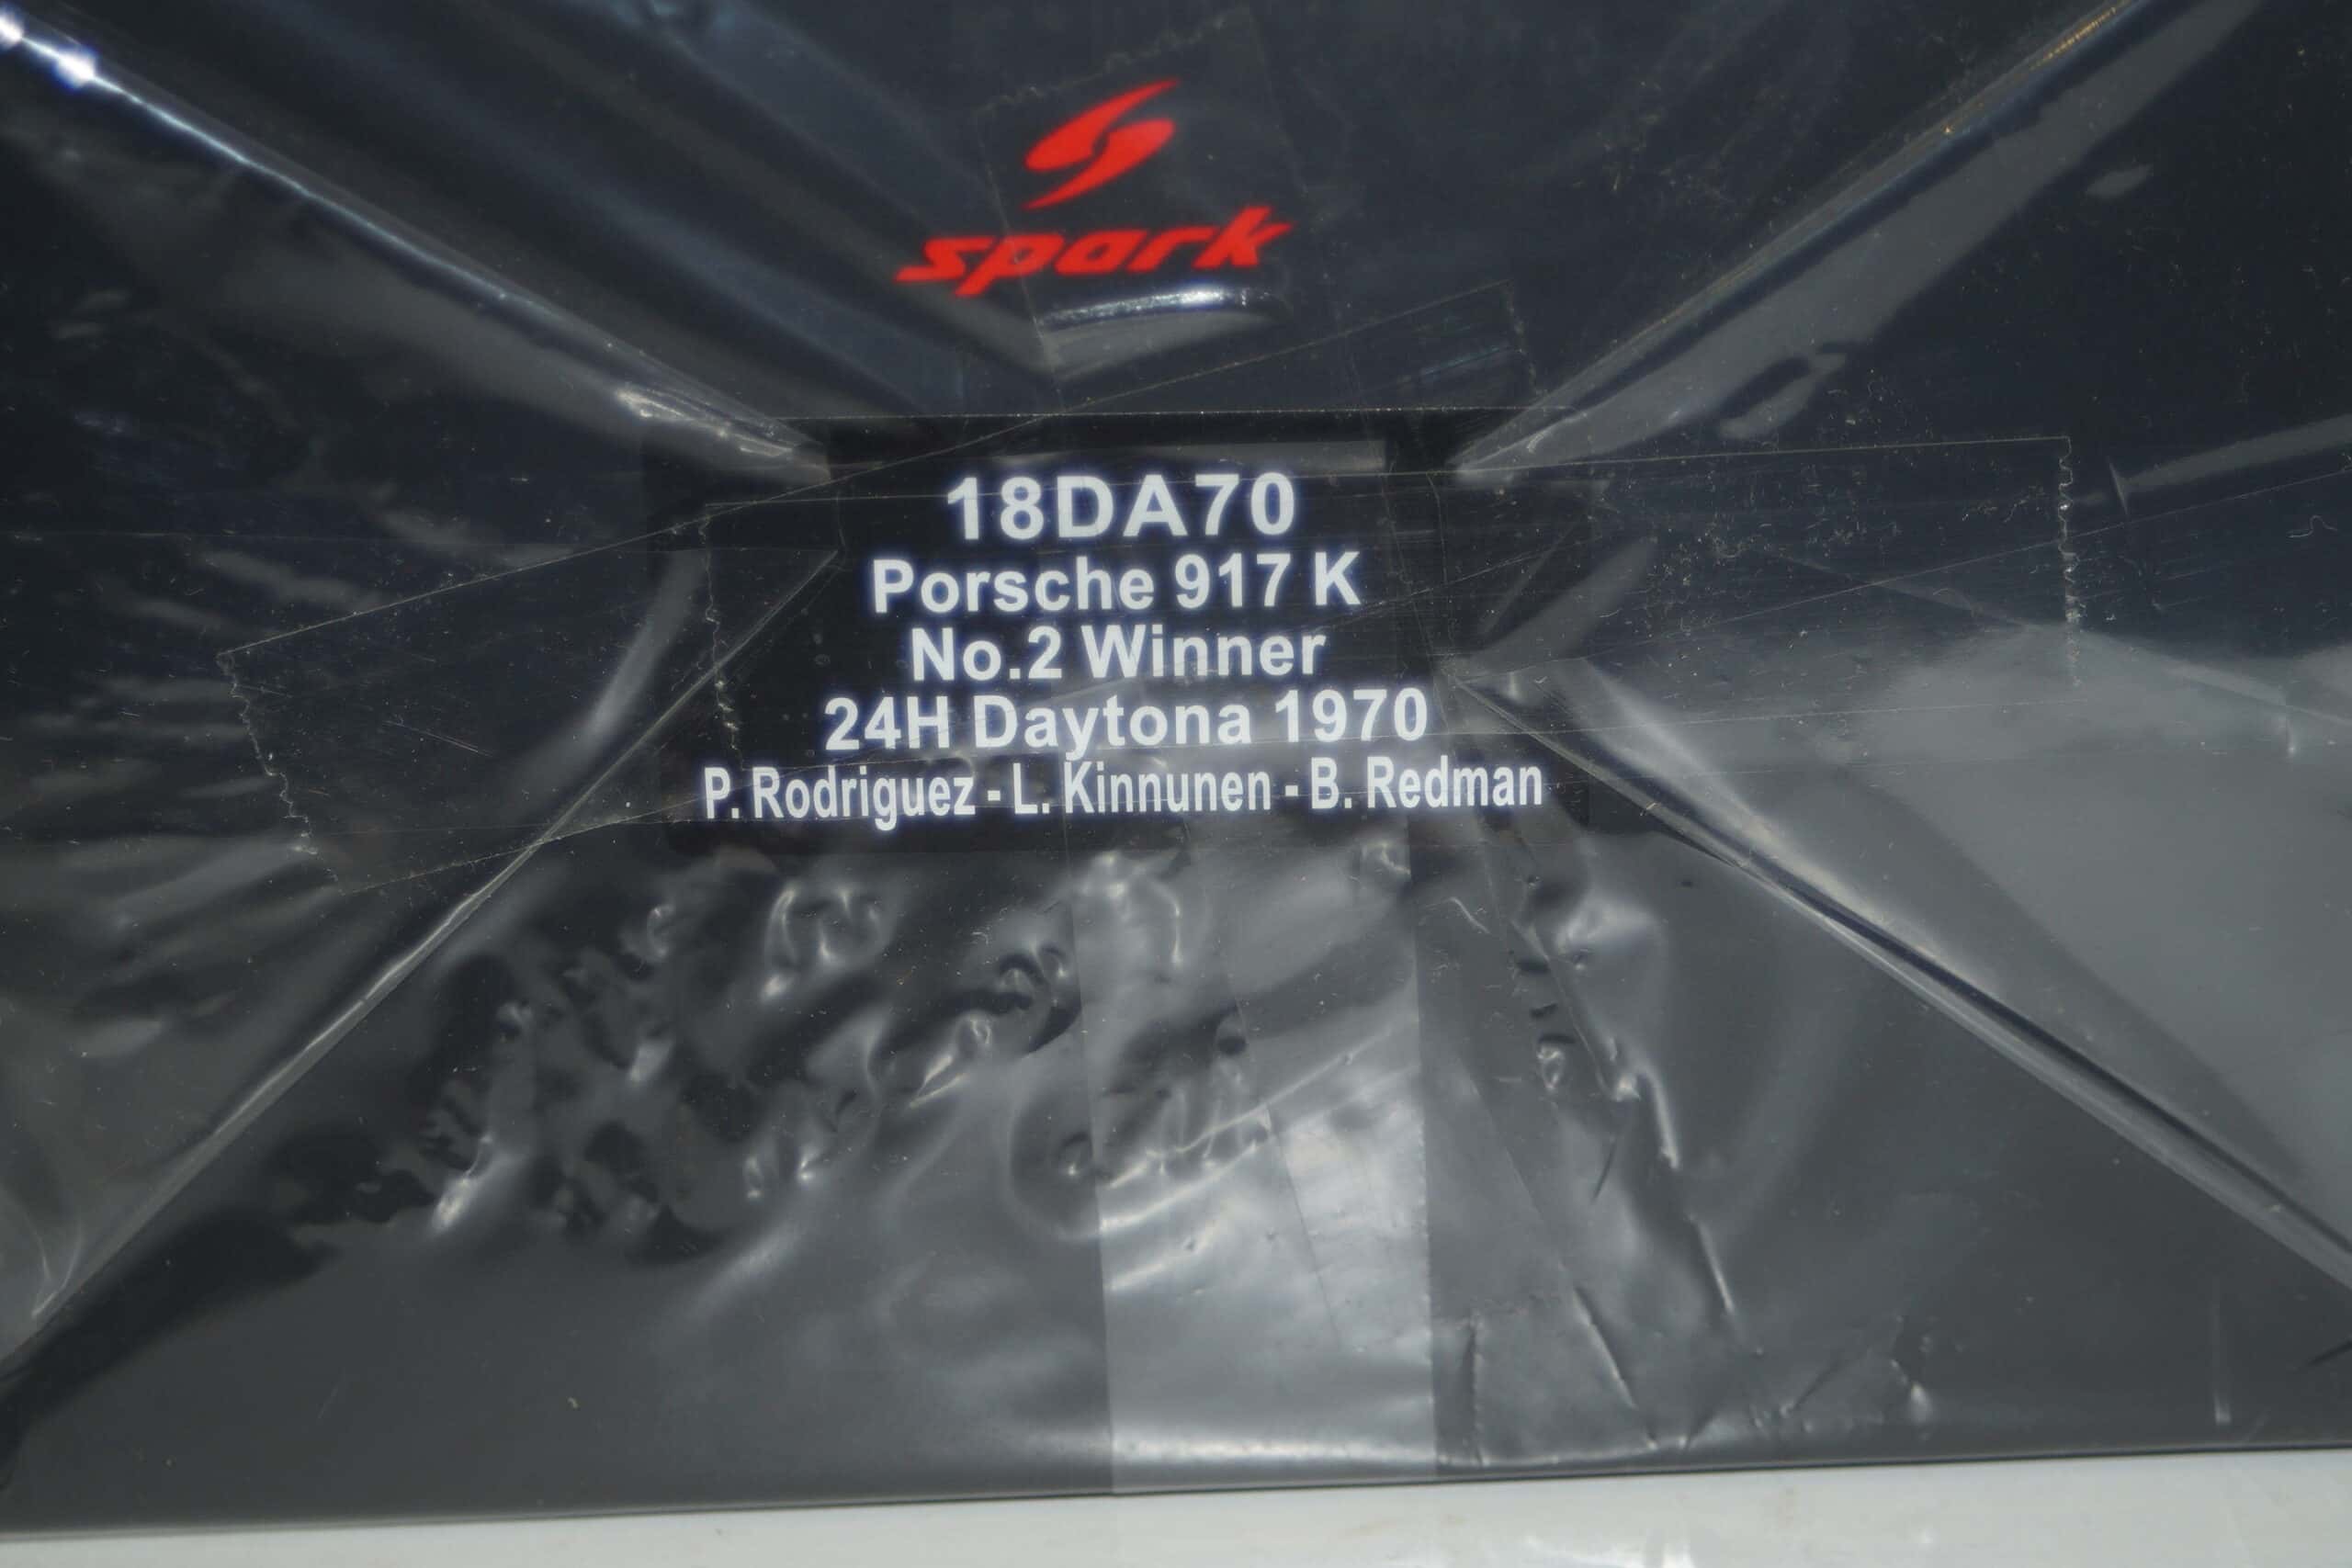 spark
18DA70
Porsche 917 K
No.2 Winner
24H Daytona 1970
P. Rodriguez - L. Kinnunen - B. Redman